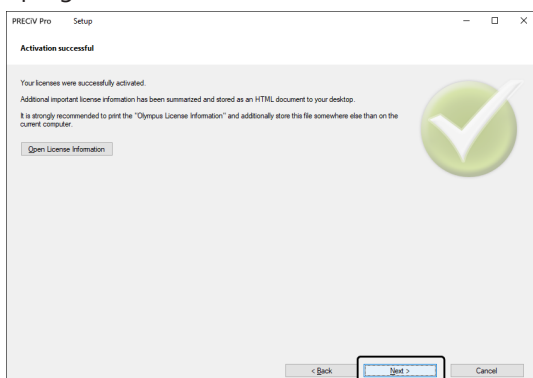 PRECiV Pro Setup
Activation successful
Your licenses were successfully activated.
Additional important license information has been summarized and stored as an HTML document to your desktop.
It is strongly recommended to print the "Olympus License Information" and additionally store this file somewhere else than on the
current computer.
Open License Information
< Back Next > Cancel